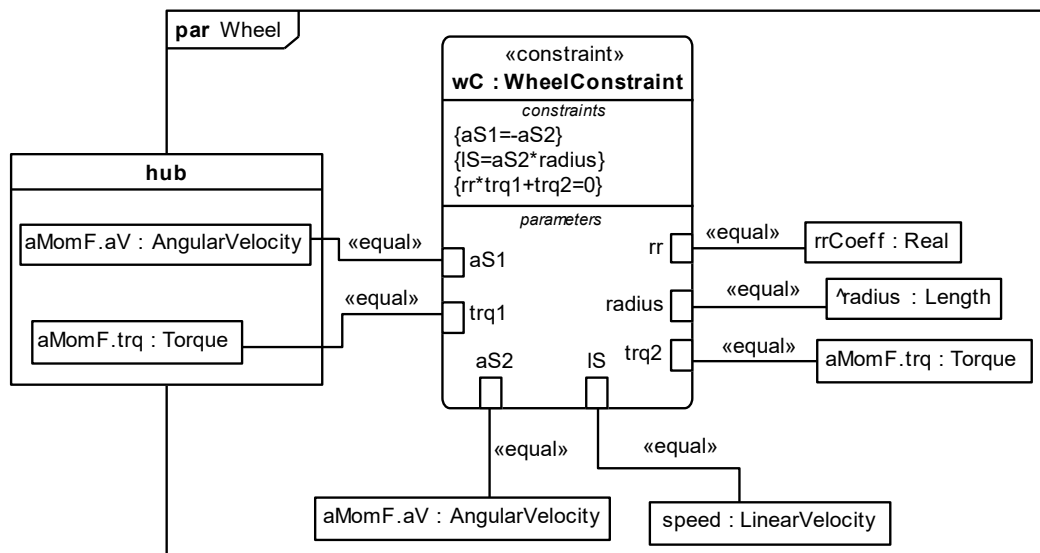 par Wheel
«constraint»
wC : WheelConstraint
constraints
{aS1=-aS2}
{lS=aS2*radius}
{rr*trq1+trq2=0}
parameters
hub
aMomF.aV : AngularVelocity
«equal»
aS1
aMomF.trq : Torque
«equal»
trq1
rr
«equal»
rrCoeff : Real
radius
«equal»
^radius : Length
trq2
«equal»
aMomF.trq : Torque
aS2
lS
«equal»
«equal»
aMomF.aV : AngularVelocity
speed : LinearVelocity